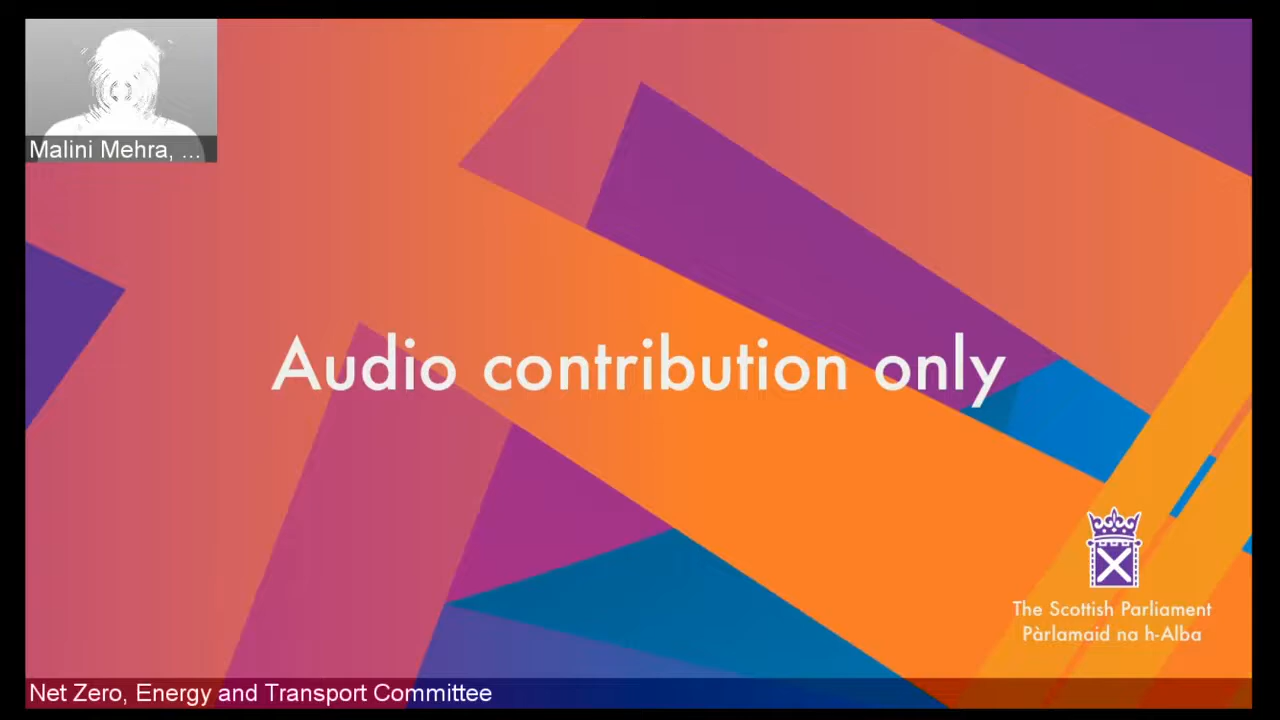 Malini Mehra, ...
Audio contribution only
The Scottish Parliament
Pàrlamaid na h-Alba
Net Zero, Energy and Transport Committee